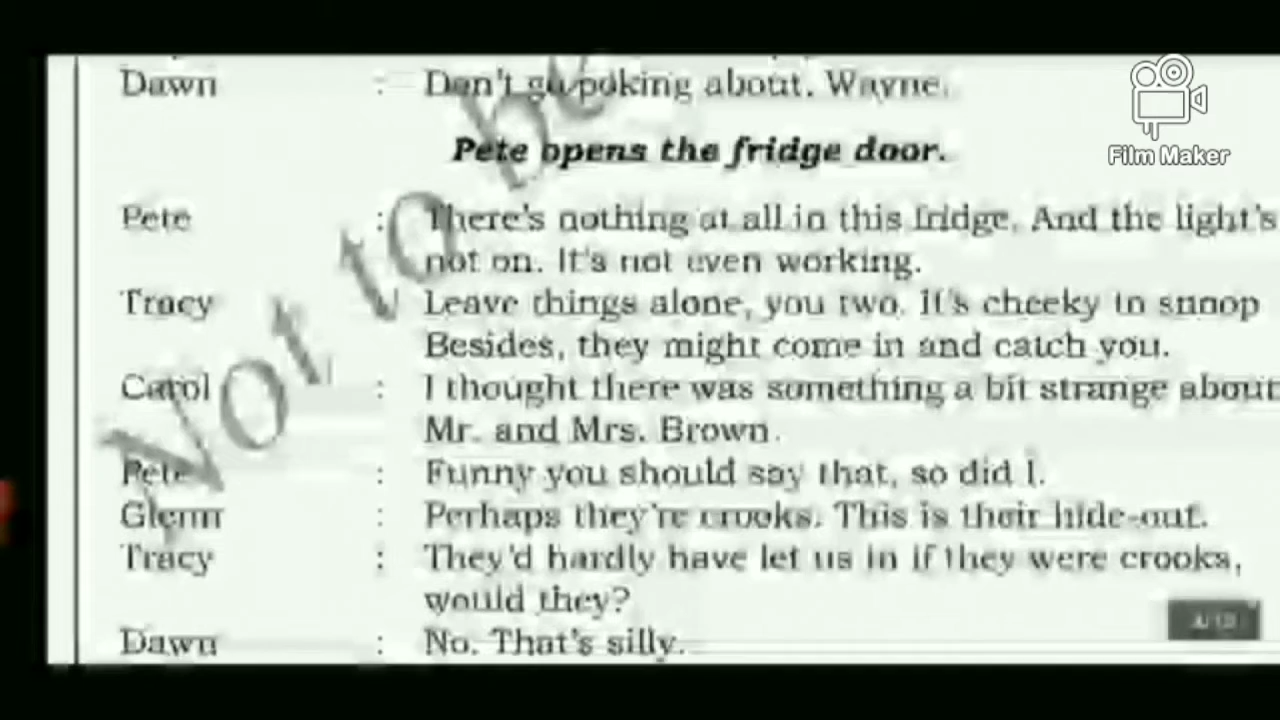 Dawn : Don't go poking about, Wayne.
Pete opens the fridge door.
Pete : There's nothing at all in this fridge. And the light's
not on. It's not even working.
Tracy : Leave things alone, you two. It's cheeky to snoop
Besides, they might come in and catch you.
Carol : I thought there was something a bit strange about
Mr. and Mrs. Brown.
Pete : Funny you should say that, so did I.
Glenn : Perhaps they're crooks. This is their hide-out.
Tracy : They'd hardly have let us in if they were crooks,
would they?
Dawn : No. That's silly.
Not to be
Film Maker